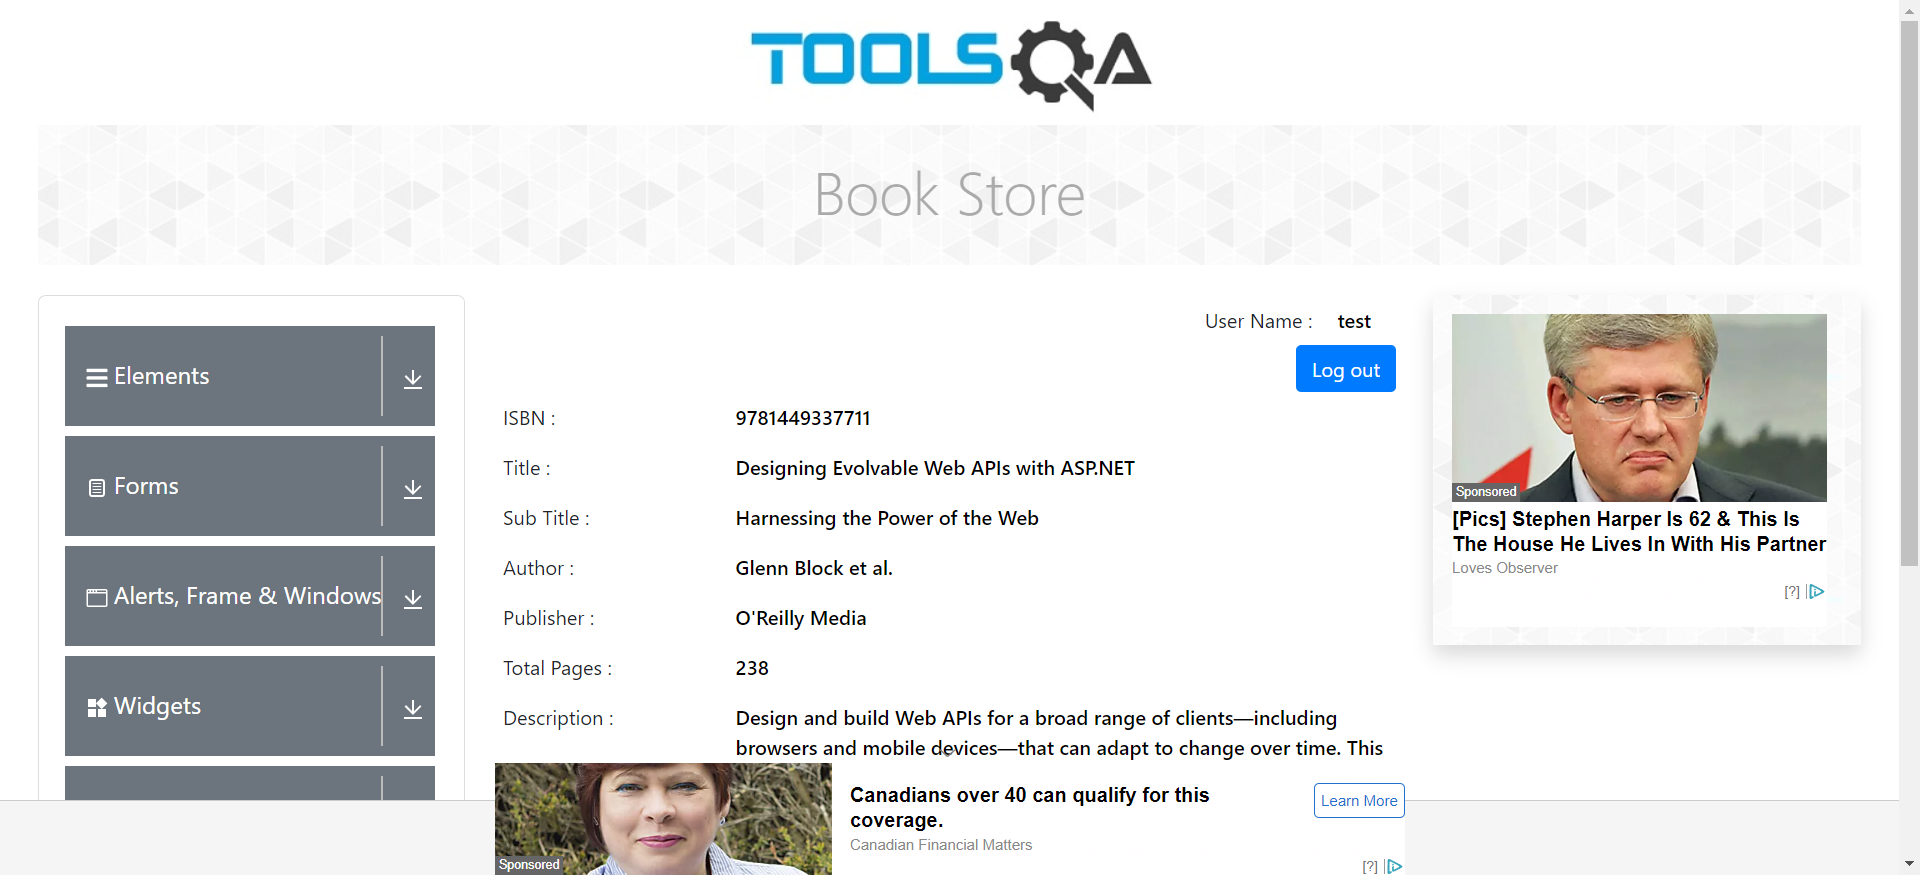 TOOLSQA
Book Store
Elements
Forms
Alerts, Frame & Windows
Widgets
User Name : test
Log out
ISBN : 9781449337711
Title : Designing Evolvable Web APIs with ASP.NET
Sub Title : Harnessing the Power of the Web
Author : Glenn Block et al.
Publisher : O'Reilly Media
Total Pages : 238
Description : Design and build Web APIs for a broad range of clients—including
browsers and mobile devices—that can adapt to change over time. This
Sponsored
[Pics] Stephen Harper Is 62 & This Is
The House He Lives In With His Partner
Loves Observer
[?]
Sponsored
Canadians over 40 can qualify for this
coverage.
Canadian Financial Matters
Learn More
[?]